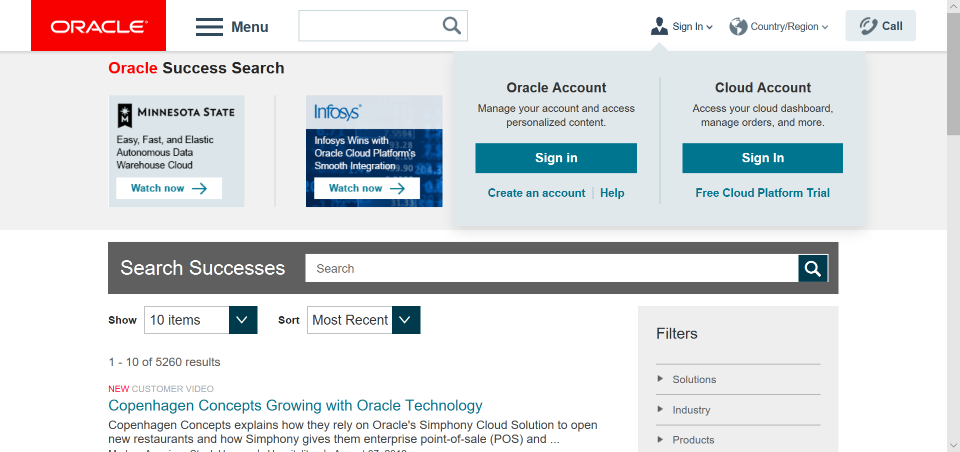 ORACLE
Menu
Sign In
Country/Region
Call
Oracle Success Search
MINNESOTA STATE
Easy, Fast, and Elastic
Autonomous Data
Warehouse Cloud
Watch now
Infosys
Infosys Wins with
Oracle Cloud Platform's
Smooth Integration
Watch now
Oracle Account
Manage your account and access
personalized content.
Sign in
Create an account
Help
Cloud Account
Access your cloud dashboard,
manage orders, and more.
Sign In
Free Cloud Platform Trial
Search Successes
Search
Show
10 items
Sort
Most Recent
1 - 10 of 5260 results
NEW CUSTOMER VIDEO
Copenhagen Concepts Growing with Oracle Technology
Copenhagen Concepts explains how they rely on Oracle's Simphony Cloud Solution to open
new restaurants and how Simphony gives them enterprise point-of-sale (POS) and ...
Filters
Solutions
Industry
Products